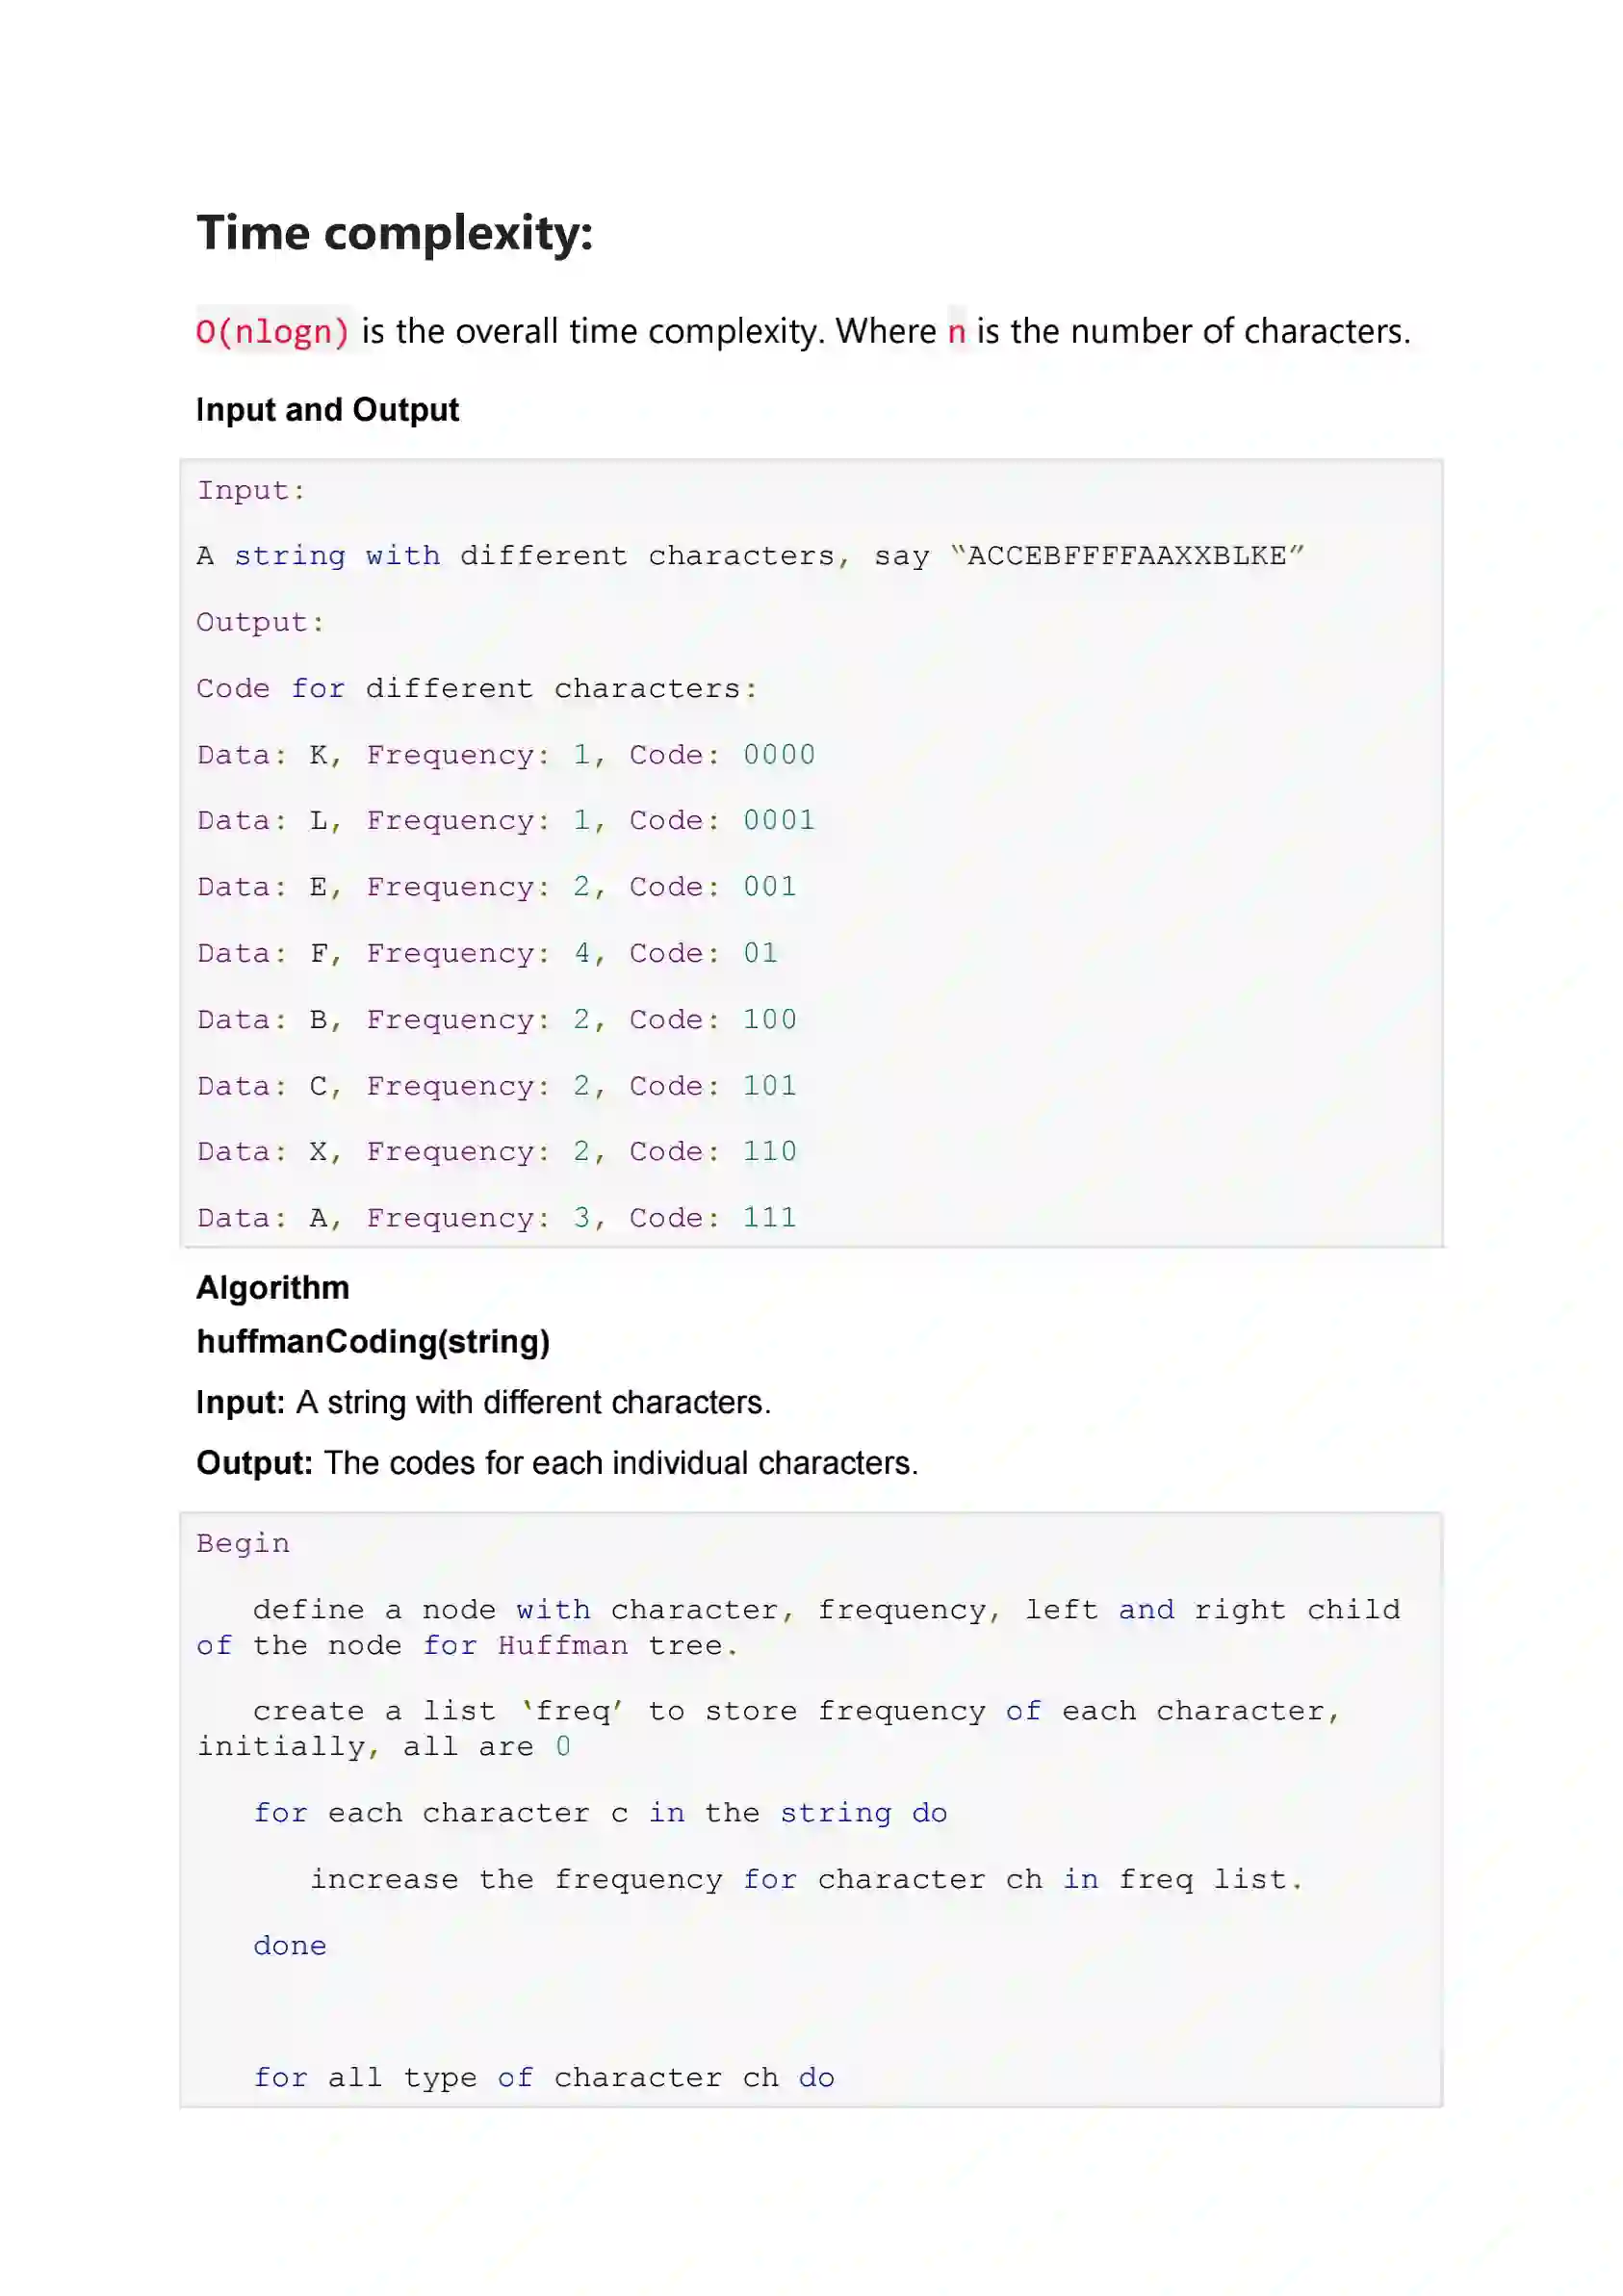 Time complexity:
O(nlogn) is the overall time complexity. Where n is the number of characters.
Input and Output
Input:
A string with different characters, say “ACCEBFFFFAAXXBLKE”
Output:
Code for different characters:
Data: K, Frequency: 1, Code: 0000
Data: L, Frequency: 1, Code: 0001
Data: E, Frequency: 2, Code: 001
Data: F, Frequency: 4, Code: 01
Data: B, Frequency: 2, Code: 100
Data: C, Frequency: 2, Code: 101
Data: X, Frequency: 2, Code: 110
Data: A, Frequency: 3, Code: 111
Algorithm
huffmanCoding(string)
Input: A string with different characters.
Output: The codes for each individual characters.
Begin
define a node with character, frequency, left and right child
of the node for Huffman tree.
create a list ‘freq’ to store frequency of each character,
initially, all are 0
for each character c in the string do
increase the frequency for character ch in freq list.
done
for all type of character ch do